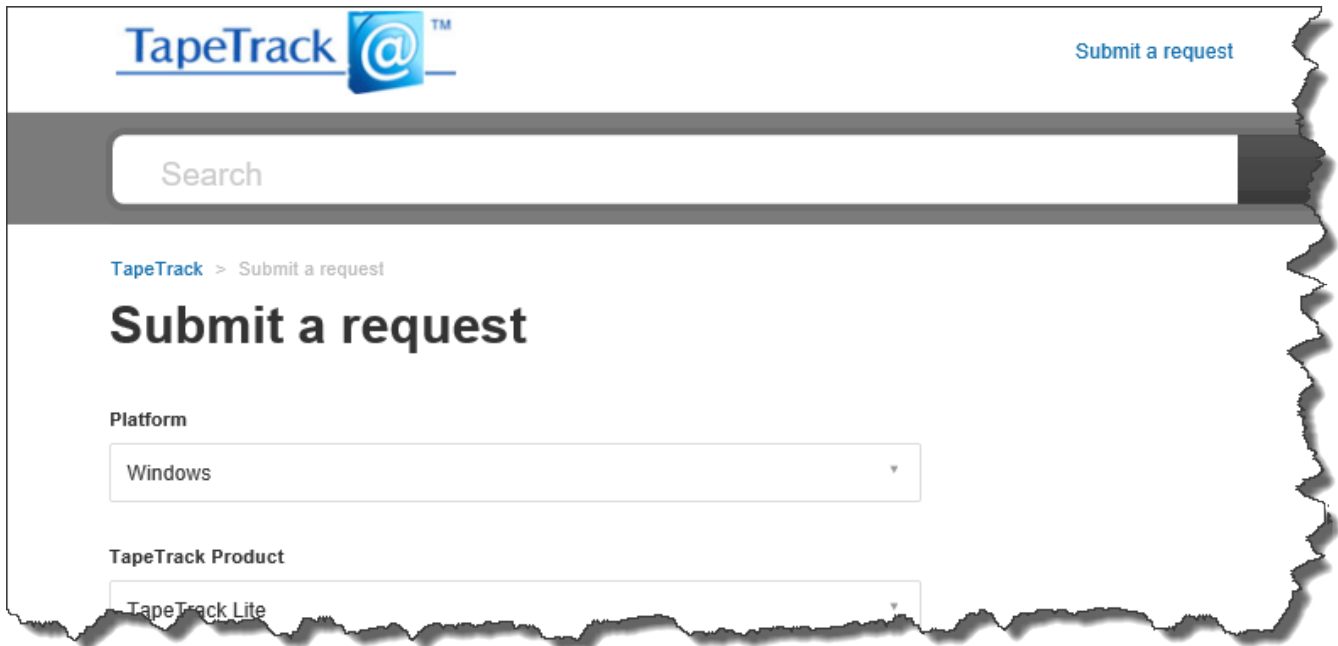 TapeTrack @ ™
Submit a request
Search
TapeTrack > Submit a request
Submit a request
Platform
Windows
TapeTrack Product
TapeTrack Lite